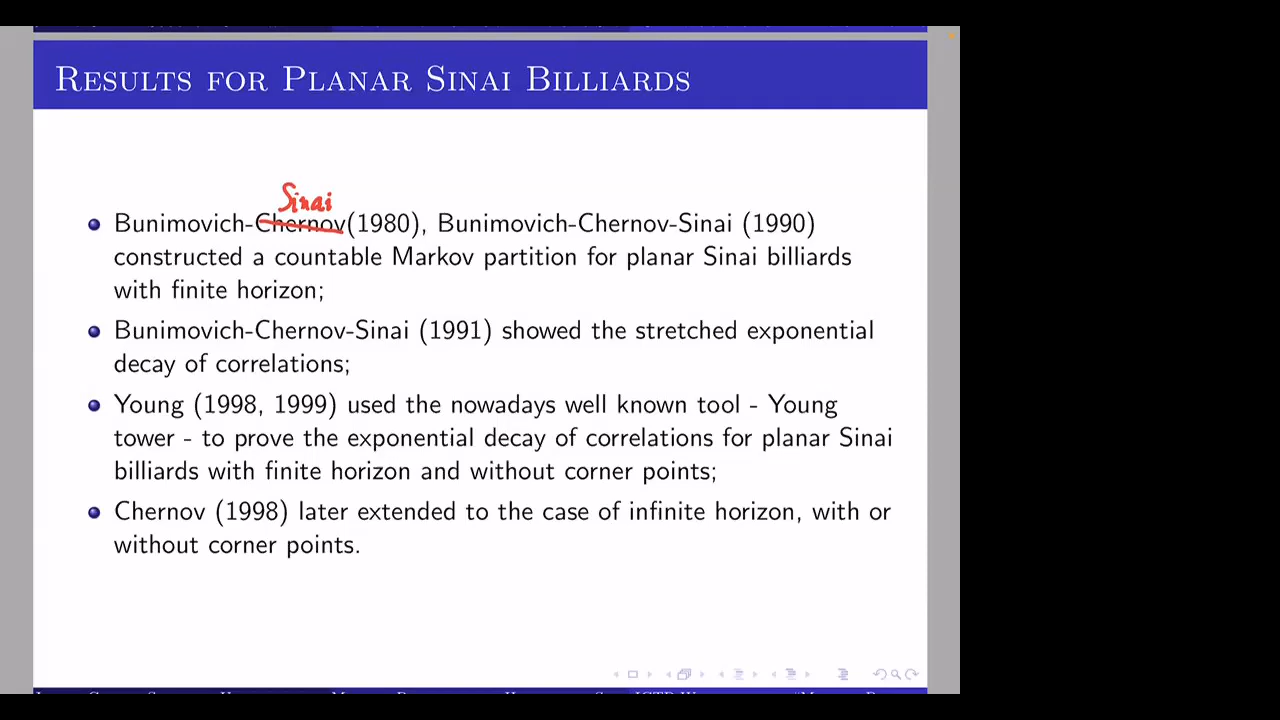 Results for Planar Sinai Billiards
Sinai
Bunimovich-Chernov(1980), Bunimovich-Chernov-Sinai (1990)
constructed a countable Markov partition for planar Sinai billiards
with finite horizon;
Bunimovich-Chernov-Sinai (1991) showed the stretched exponential
decay of correlations;
Young (1998, 1999) used the nowadays well known tool - Young
tower - to prove the exponential decay of correlations for planar Sinai
billiards with finite horizon and without corner points;
Chernov (1998) later extended to the case of infinite horizon, with or
without corner points.